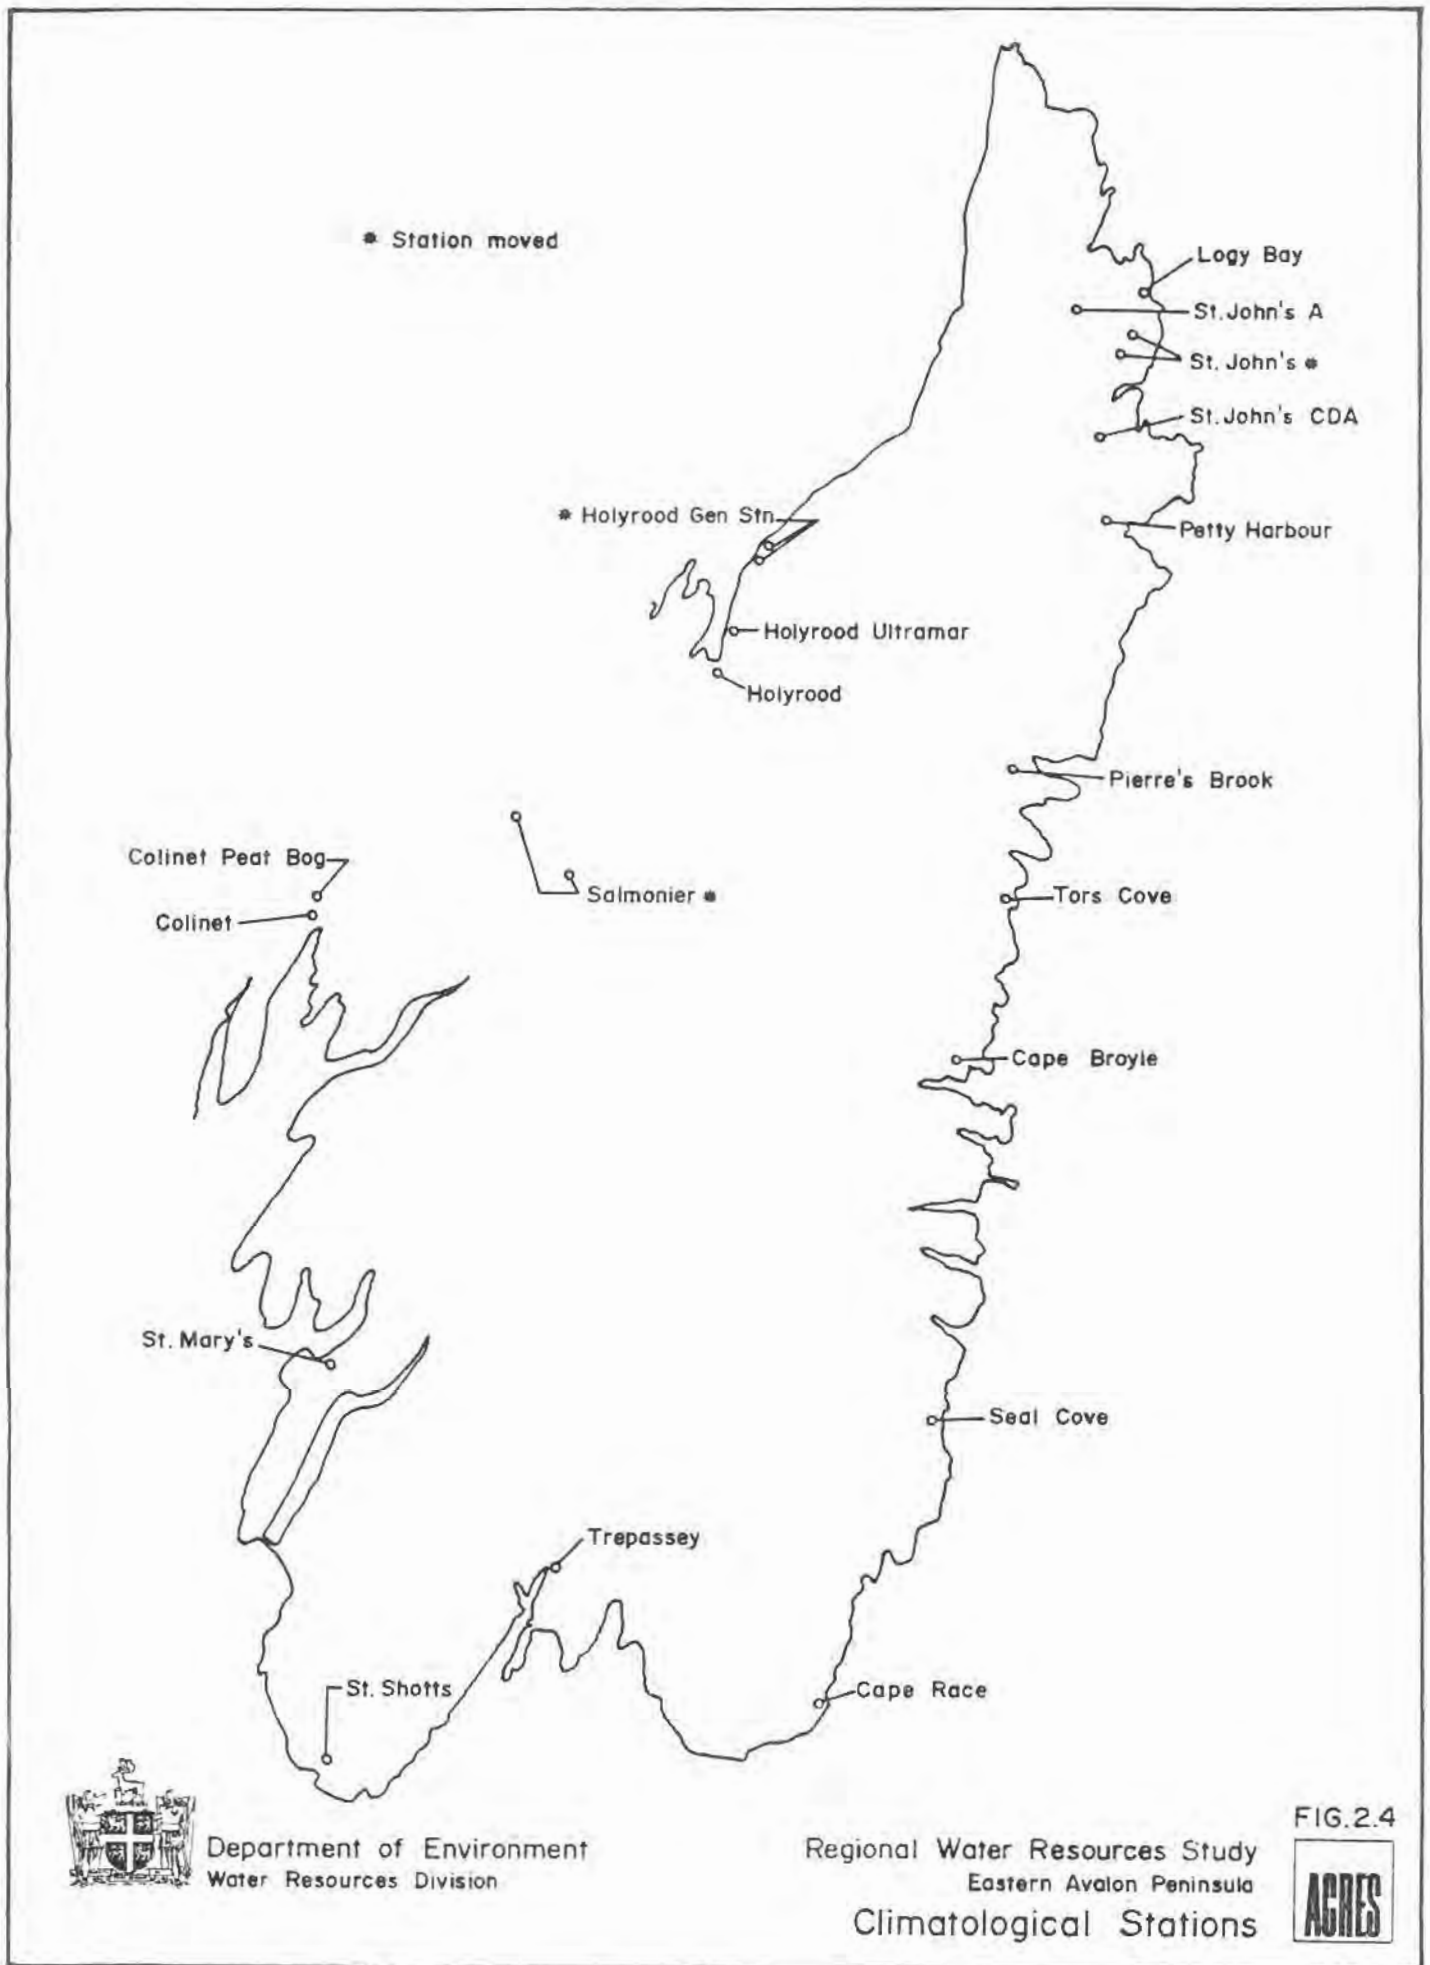 * Station moved
Logy Bay
St. John's A
St. John's *
St. John's CDA
* Holyrood Gen Stn
Petty Harbour
Holyrood Ultramar
Holyrood
Pierre's Brook
Colinet Peat Bog
Salmonier *
Tors Cove
Colinet
Cape Broyle
St. Mary's
Seal Cove
Trepassey
St. Shotts
Cape Race
FIG. 2.4
Department of Environment
Water Resources Division
Regional Water Resources Study
Eastern Avalon Peninsula
Climatological Stations
ACRES